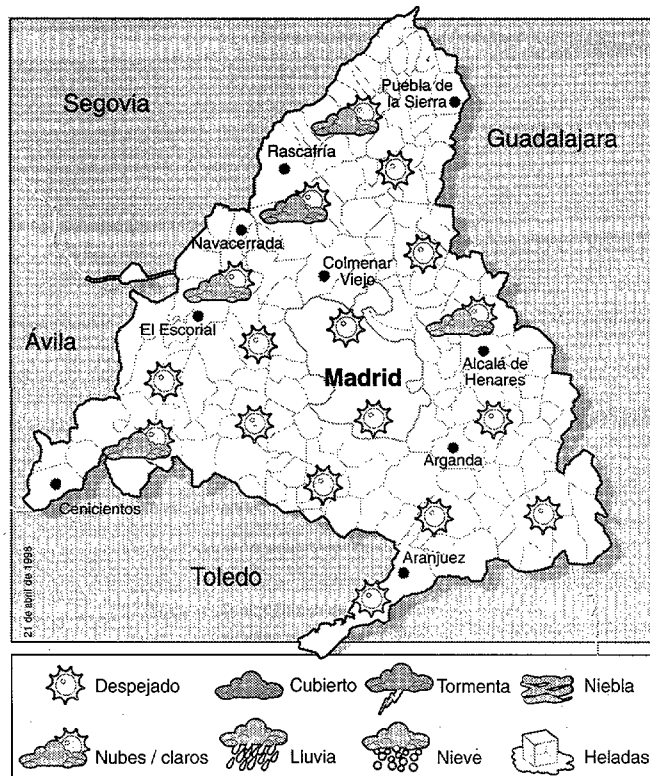 Segovia
Puebla de
la Sierra
Guadalajara
Rascafría
Navacerrada
Colmenar
Viejo
El Escorial
Ávila
Madrid
Alcalá de
Henares
Arganda
Cenicientos
Aranjuez
Toledo
21 de abril de 1998
Despejado
Cubierto
Tormenta
Niebla
Nubes / claros
Lluvia
Nieve
Heladas